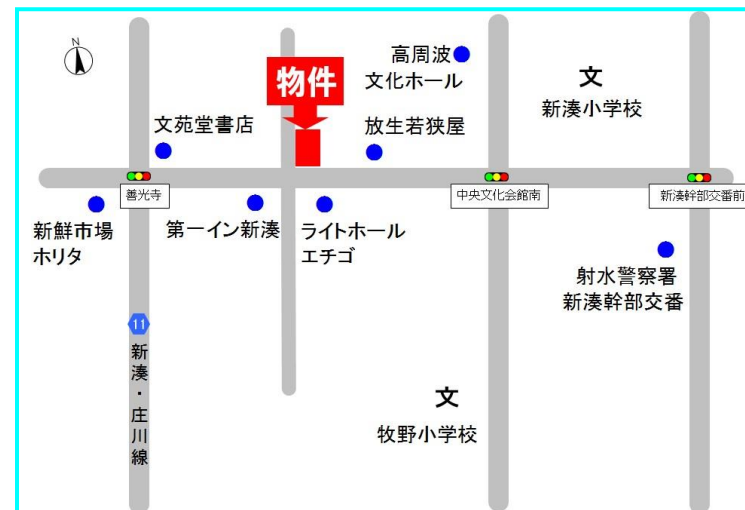 N
高周波
文化ホール
物件
文
新湊小学校
文苑堂書店
放生若狭屋
善光寺
中央文化会館南
新湊幹部交番前
新鮮市場
ホリタ
第一イン新湊
ライトホール
エチゴ
射水警察署
新湊幹部交番
11
新湊・庄川線
文
牧野小学校